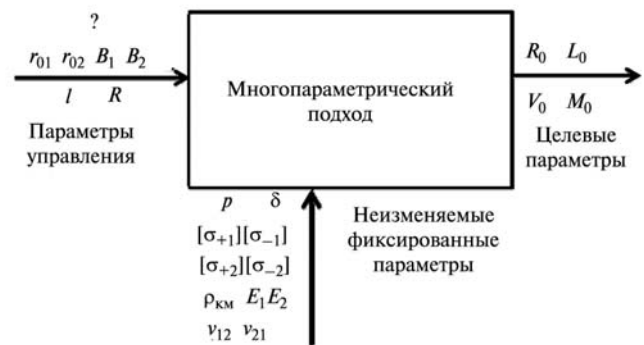 ?
r₀₁ r₀₂ B₁ B₂
l R
Параметры
управления
Многопараметрический
подход
R₀ L₀
V₀ M₀
Целевые
параметры
p δ
[σ₊₁][σ₋₁]
[σ₊₂][σ₋₂]
ρкм E₁E₂
ν₁₂ ν₂₁
Неизменяемые
фиксированные
параметры